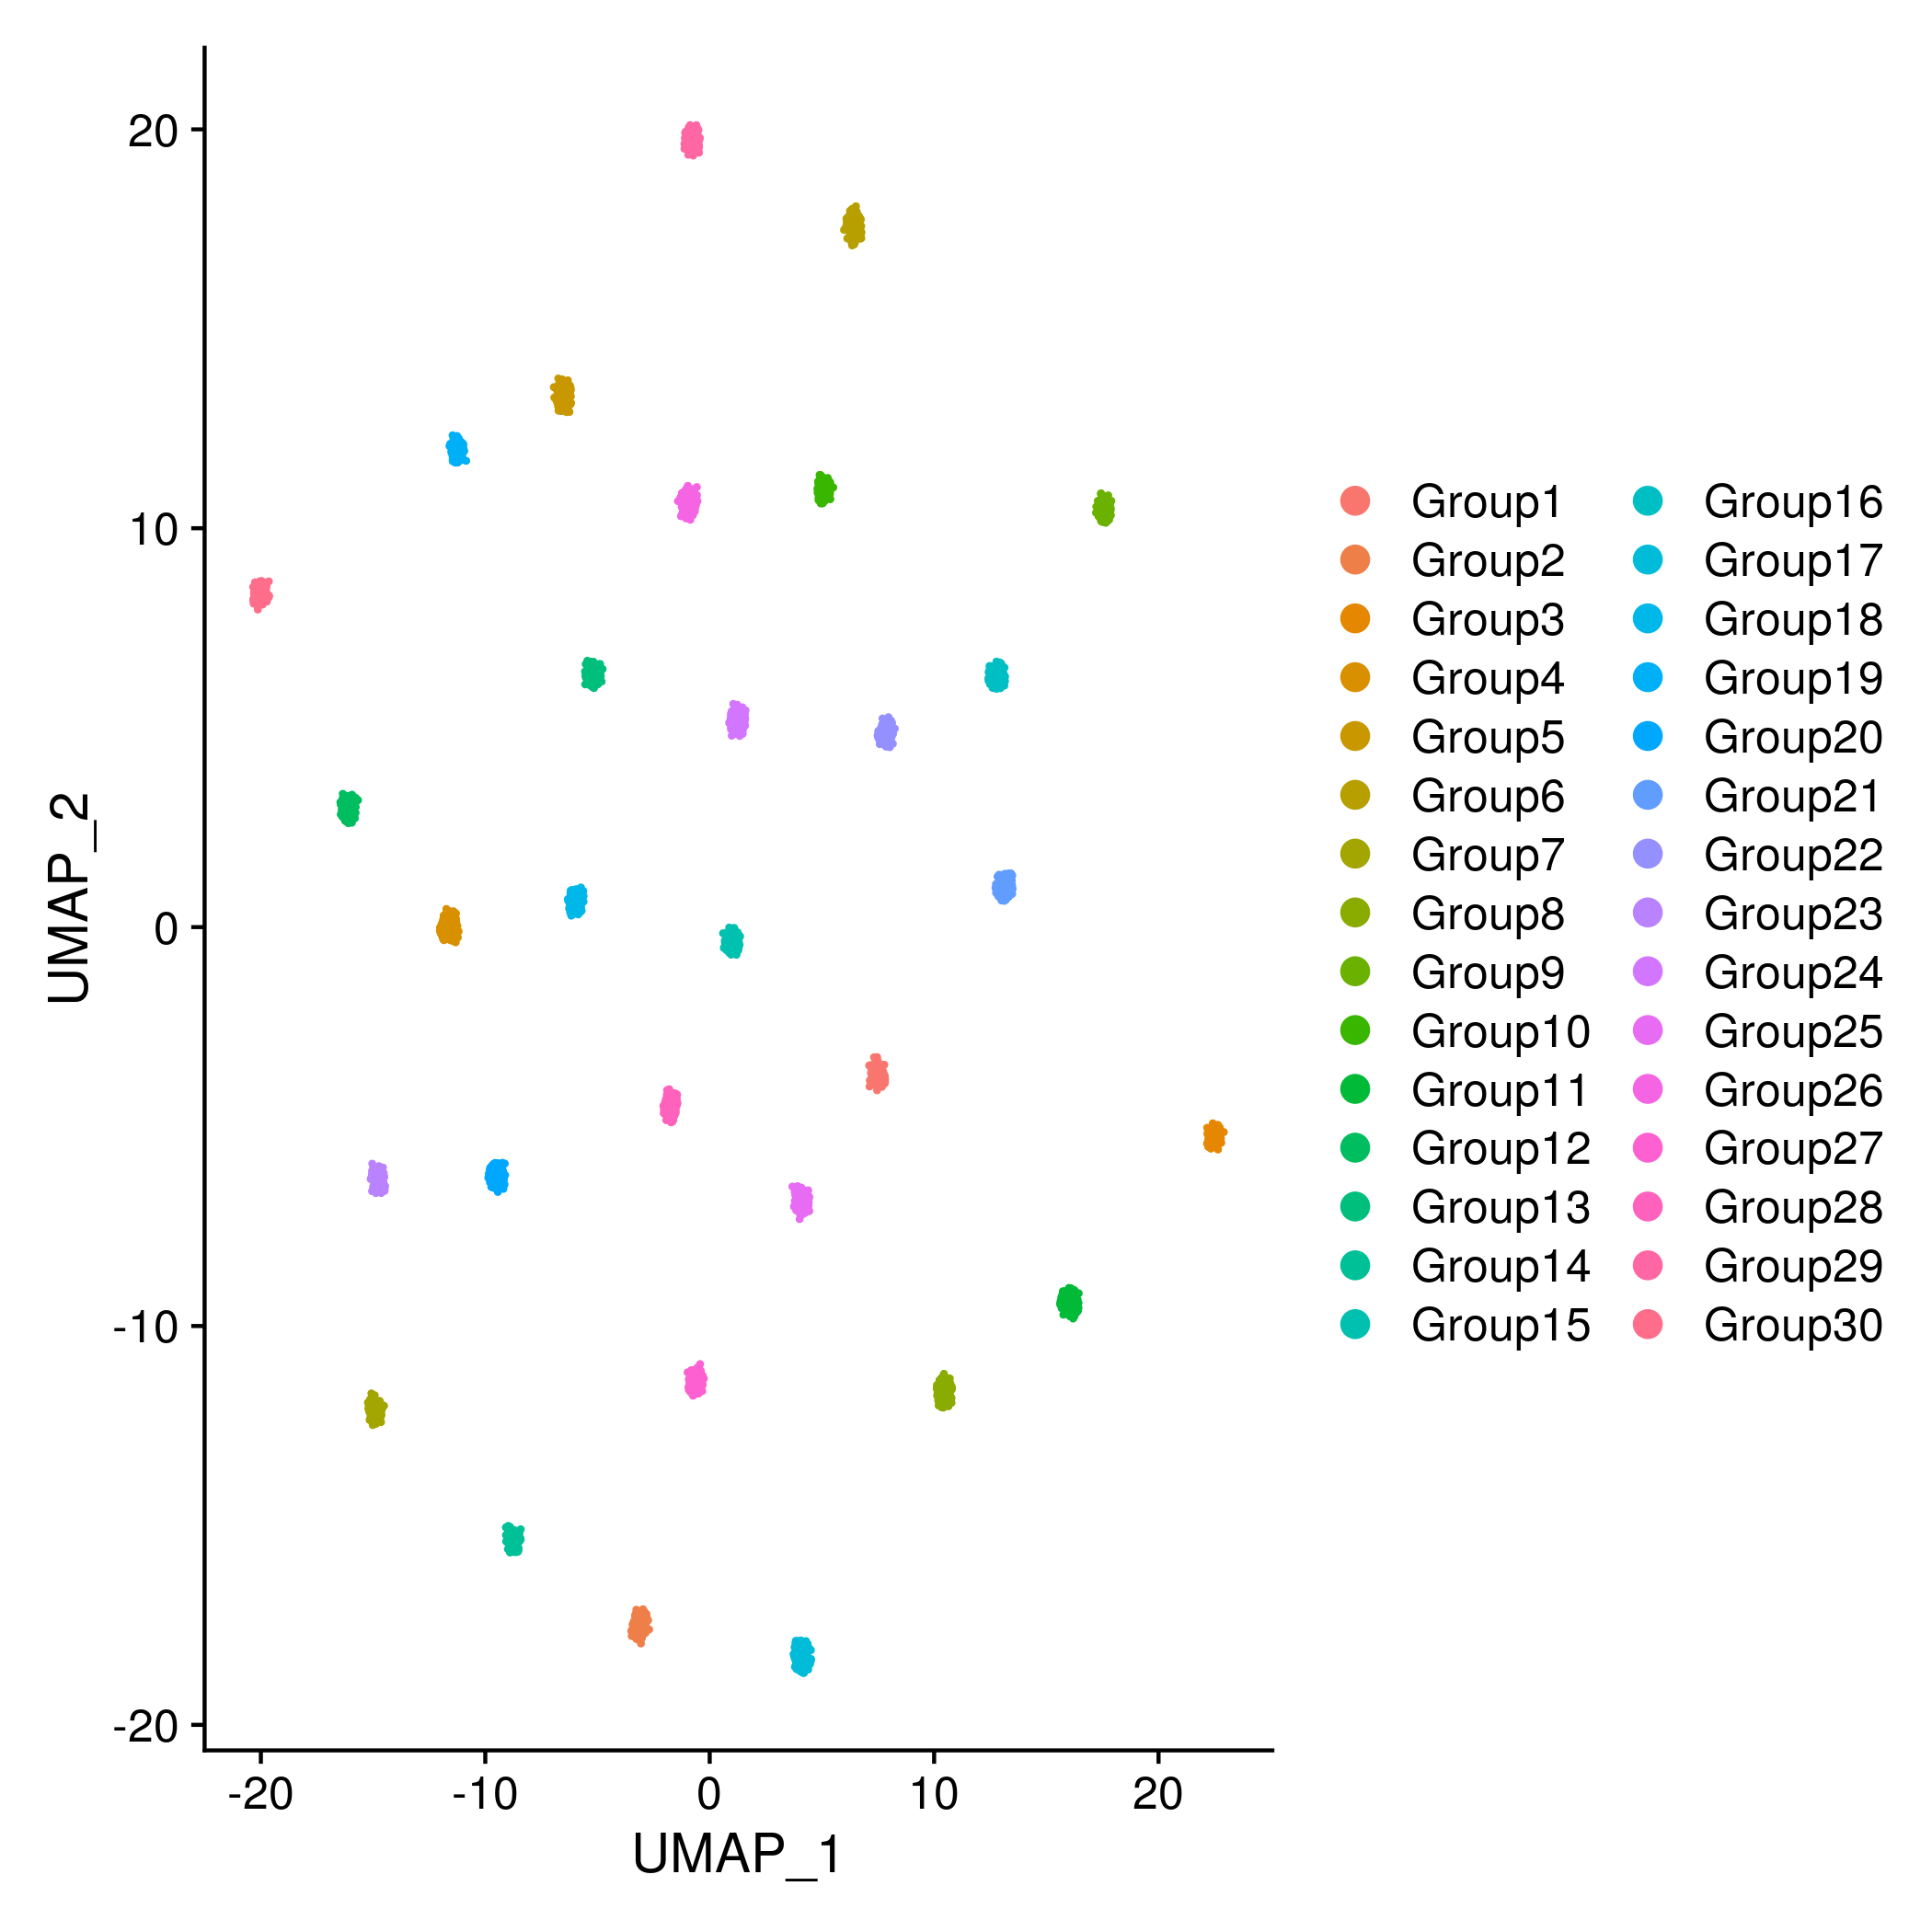 20
10
0
-10
-20
UMAP_2
-20 -10 0 10 20
UMAP_1
Group1 Group16
Group2 Group17
Group3 Group18
Group4 Group19
Group5 Group20
Group6 Group21
Group7 Group22
Group8 Group23
Group9 Group24
Group10 Group25
Group11 Group26
Group12 Group27
Group13 Group28
Group14 Group29
Group15 Group30